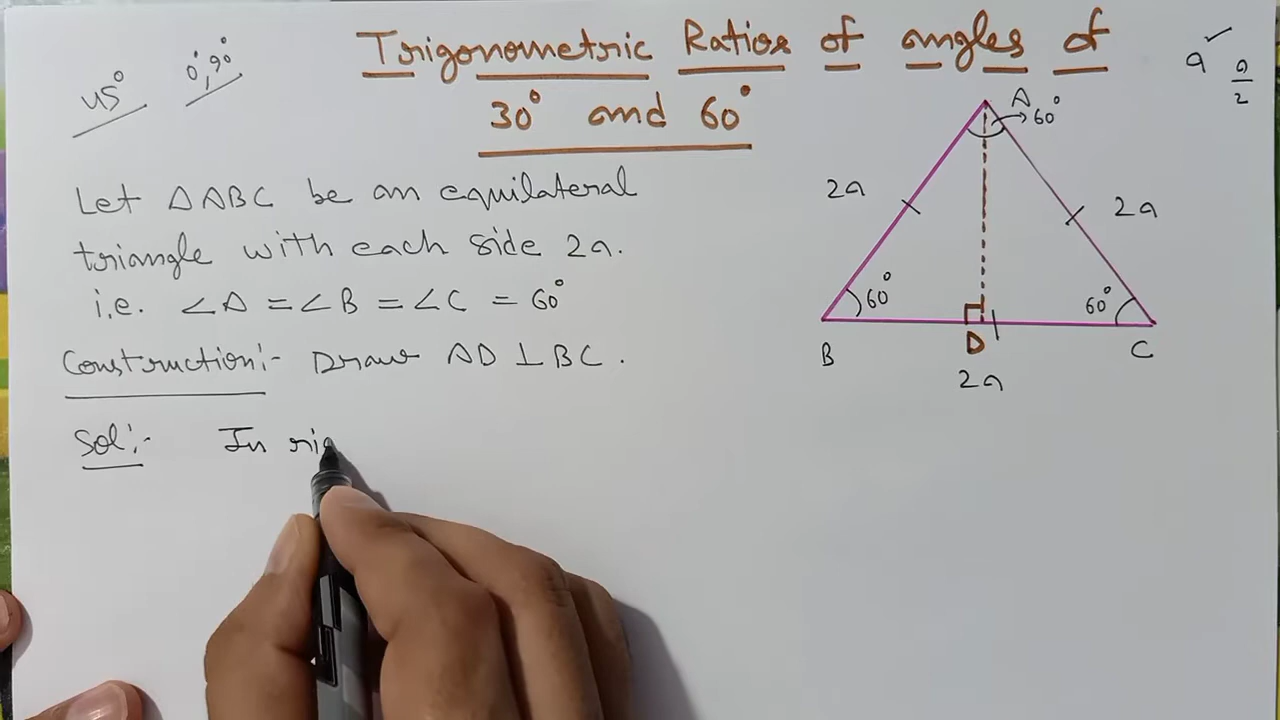 45°
0°, 90°
Trigonometric Ratios of angles of
30° and 60°
a ✓
a/2
Let △ABC be an equilateral
triangle with each side 2a.
i.e. ∠A = ∠B = ∠C = 60°
Construction:- Draw AD ⊥ BC.
Sol:- In rig
A
60°
2a
2a
60°
60°
B
D
C
2a